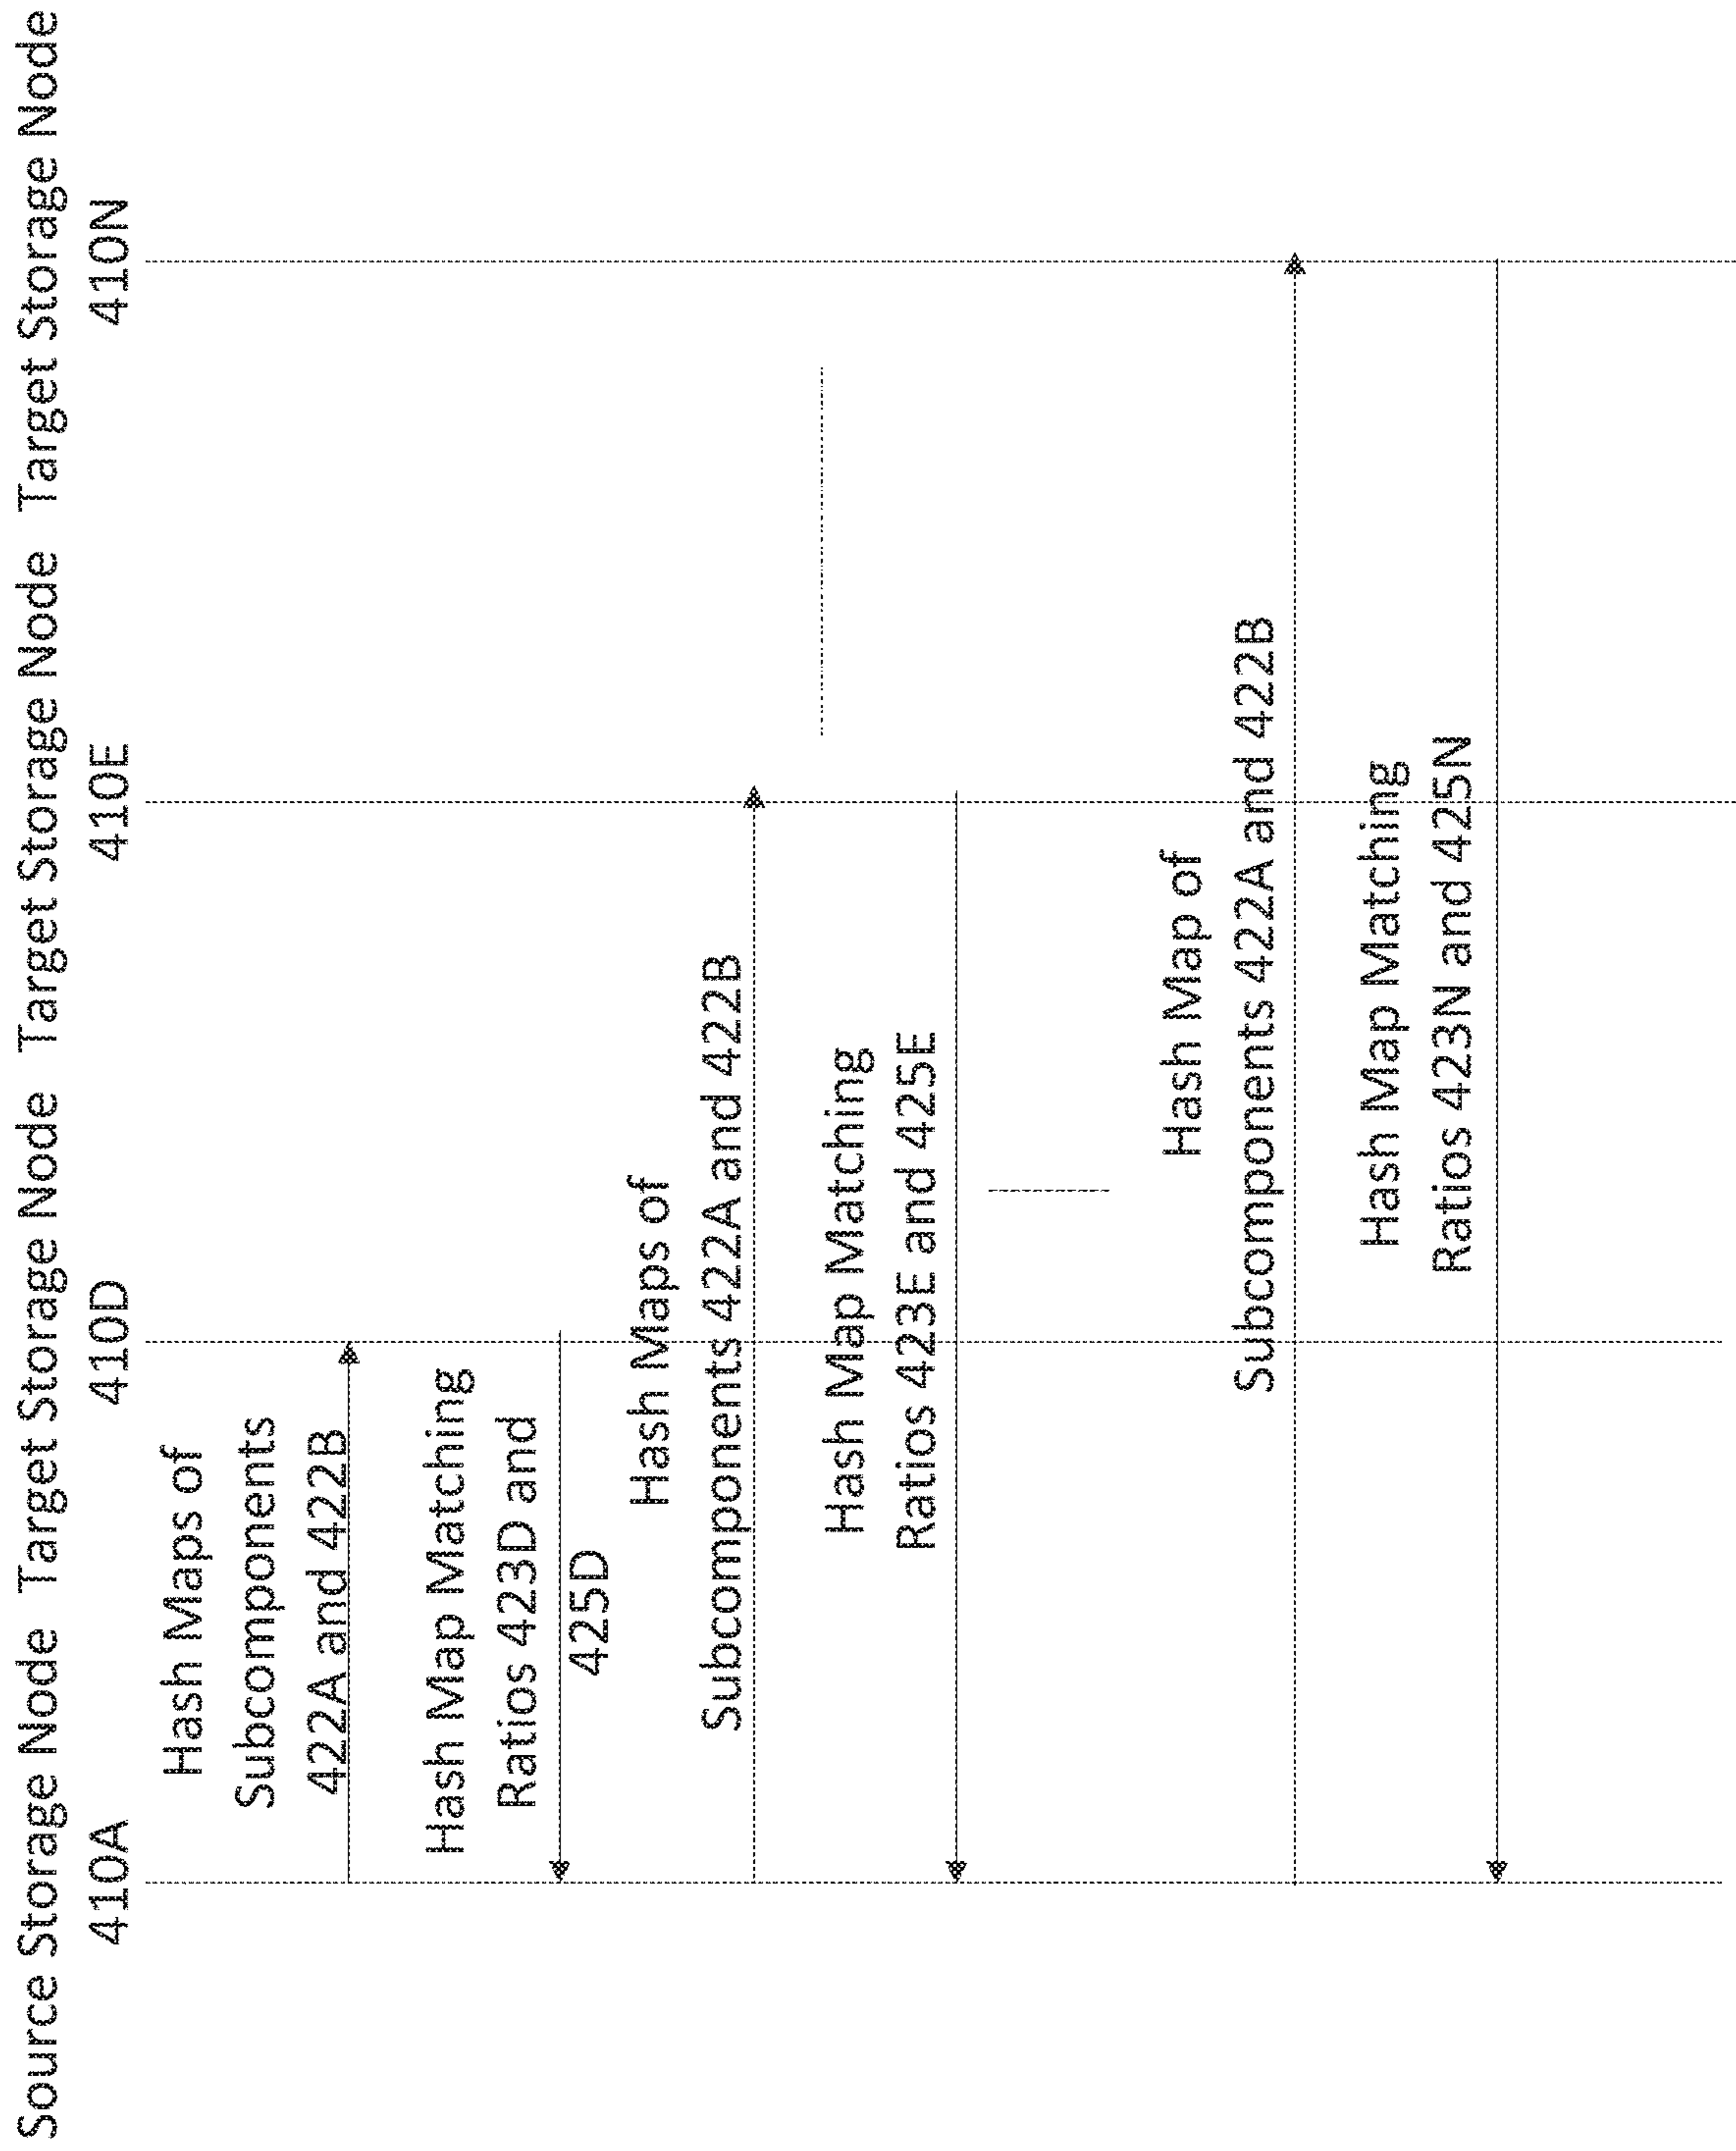 Source Storage Node
410A
Target Storage Node
410D
Target Storage Node
410E
Target Storage Node
410N
Hash Maps of
Subcomponents
422A and 422B
Hash Map Matching
Ratios 423D and
425D
Hash Maps of
Subcomponents 422A and 422B
Hash Map Matching
Ratios 423E and 425E
Hash Map of
Subcomponents 422A and 422B
Hash Map Matching
Ratios 423N and 425N